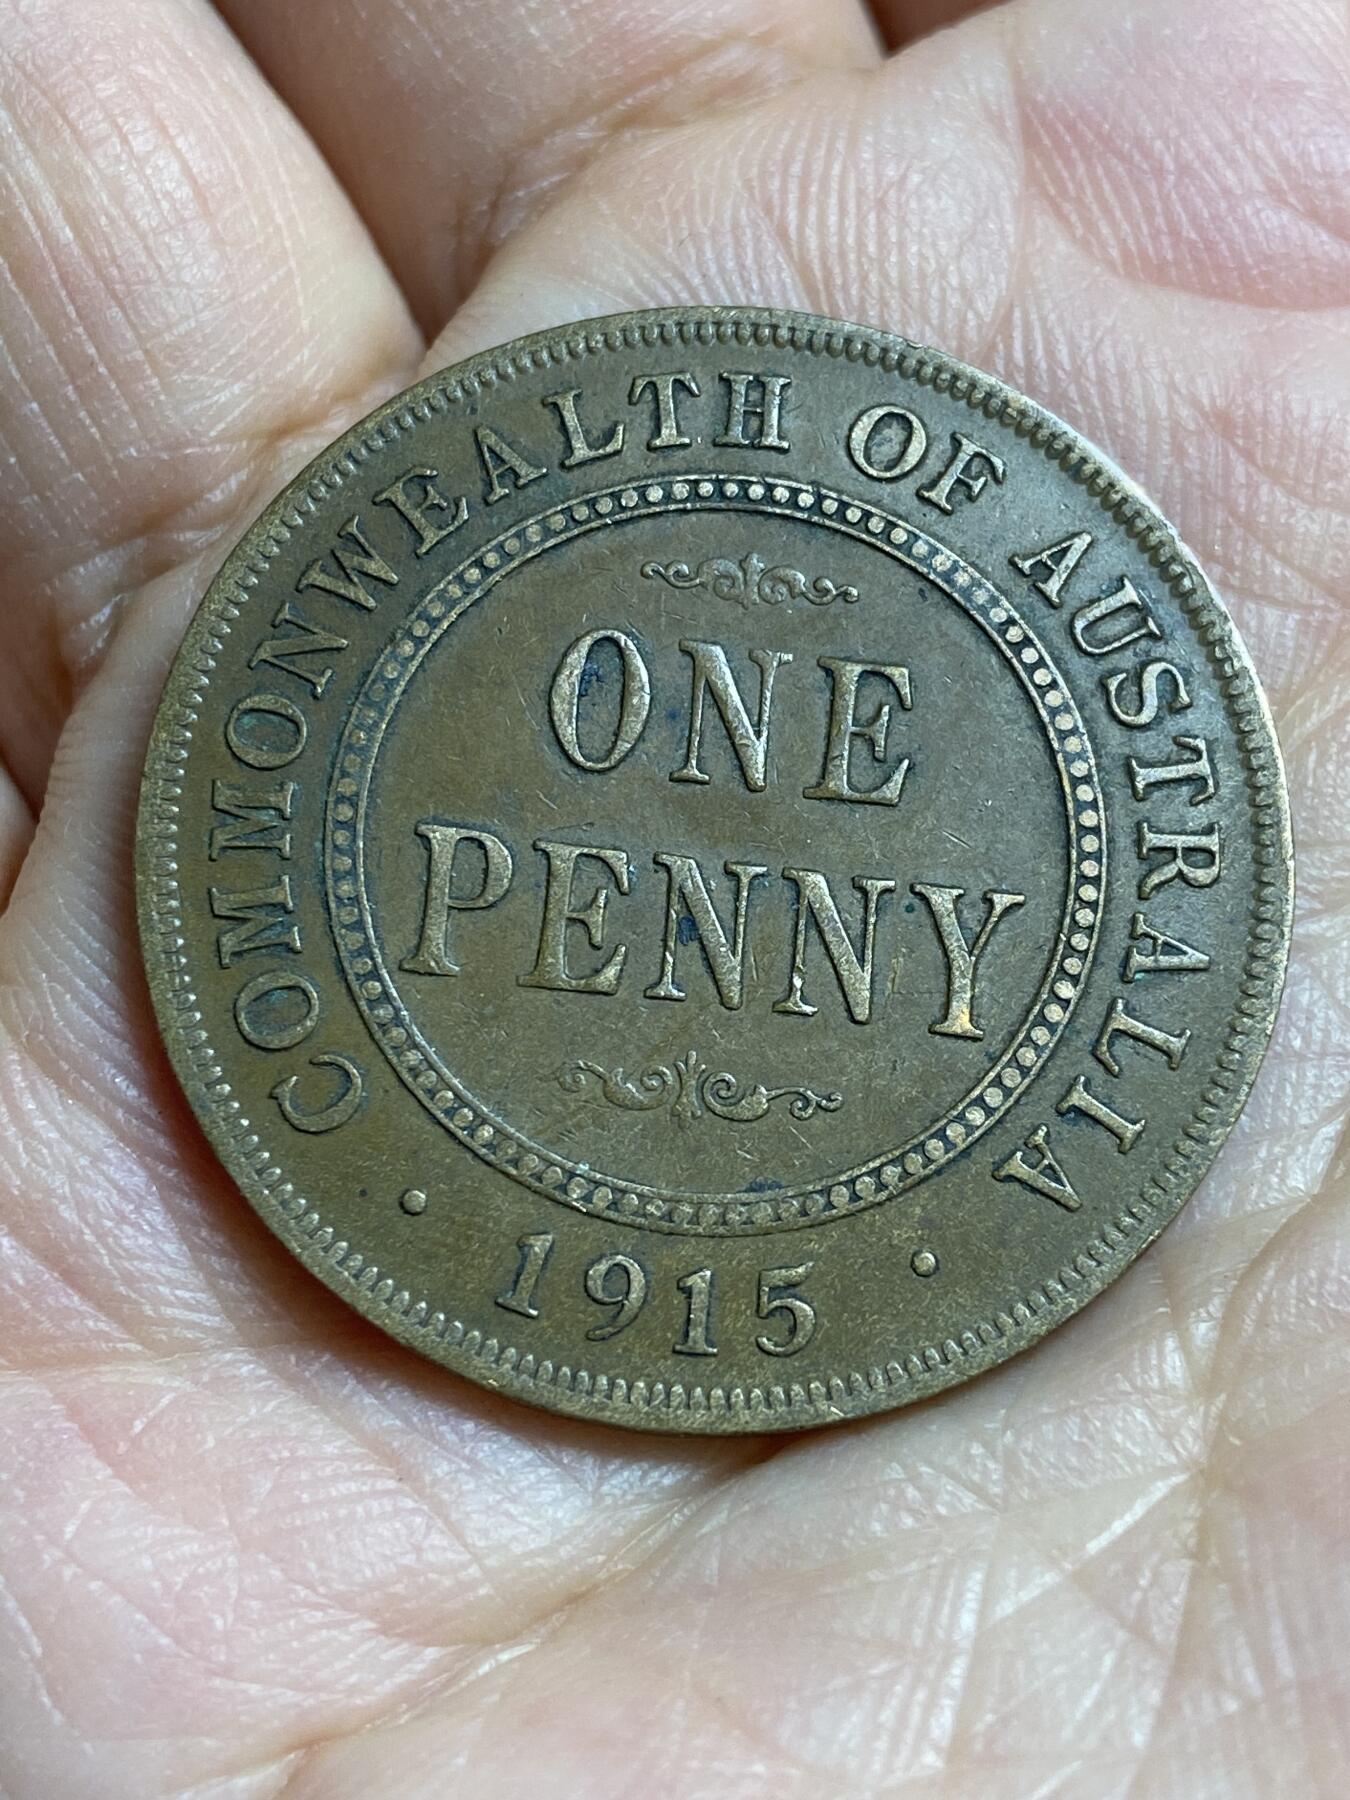 COMMONWEALTH OF AUSTRALIA
ONE
PENNY
· 1915 ·